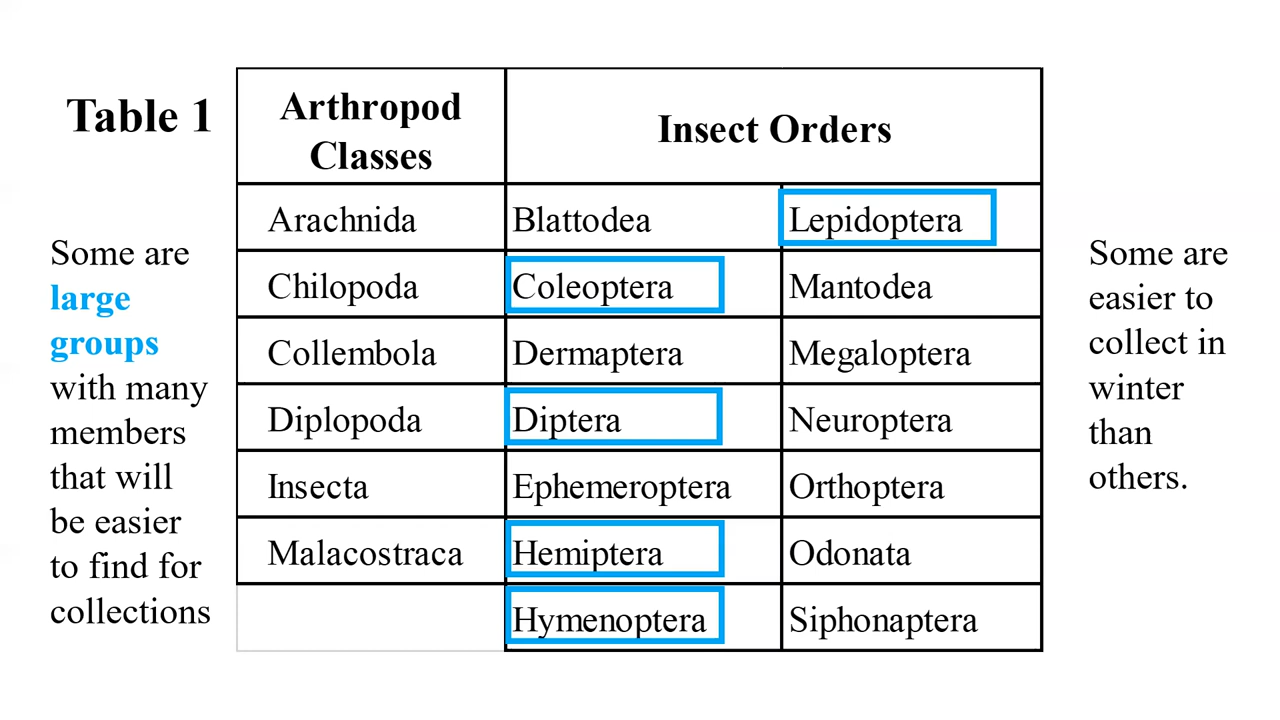 Table 1
Arthropod
Classes
Insect Orders
Arachnida Blattodea Lepidoptera
Chilopoda Coleoptera Mantodea
Collembola Dermaptera Megaloptera
Diplopoda Diptera Neuroptera
Insecta Ephemeroptera Orthoptera
Malacostraca Hemiptera Odonata
Hymenoptera Siphonaptera
Some are
large
groups
with many
members
that will
be easier
to find for
collections
Some are
easier to
collect in
winter
than
others.